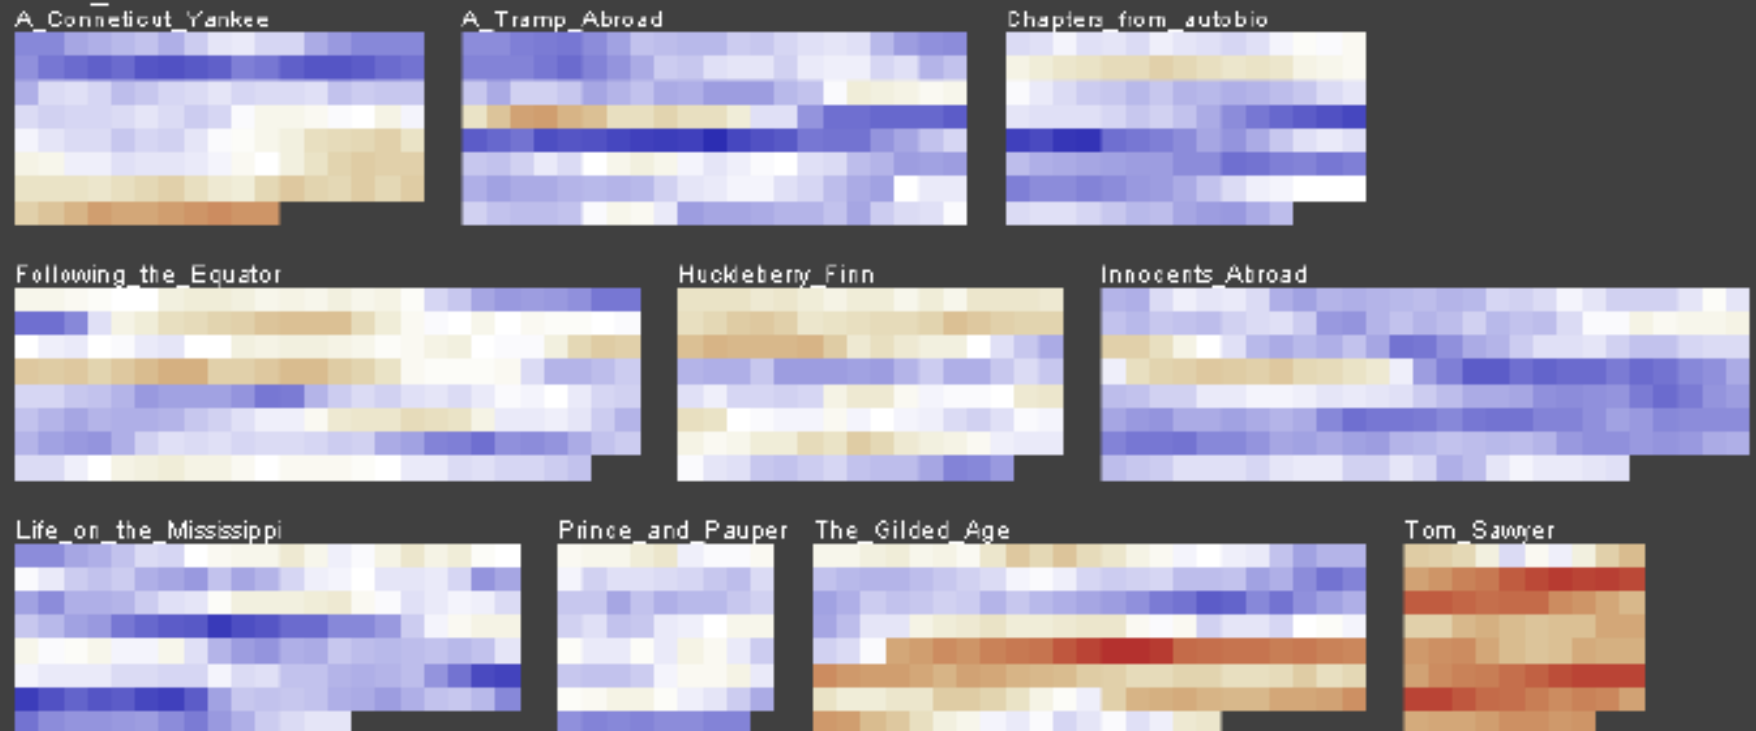 A_Conneticut_Yankee
A_Tramp_Abroad
Chapters_from_autobio
Following_the_Equator
Huckleberry_Finn
Innocents_Abroad
Life_on_the_Mississippi
Prince_and_Pauper
The_Gilded_Age
Tom_Sawyer